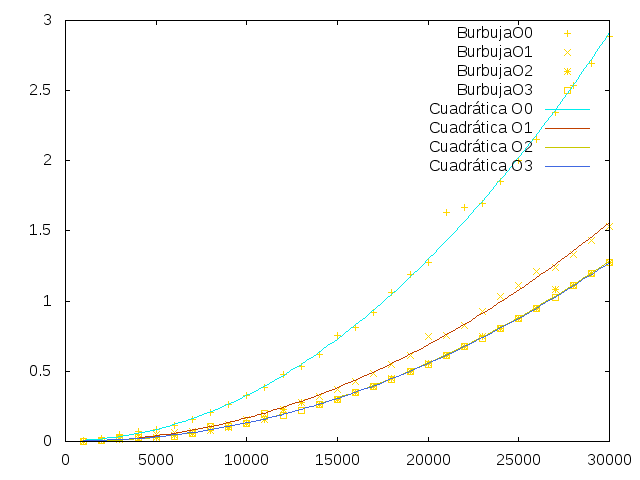 3
2.5
2
1.5
1
0.5
0
0
5000
10000
15000
20000
25000
30000
BurbujaO0
BurbujaO1
BurbujaO2
BurbujaO3
Cuadrática O0
Cuadrática O1
Cuadrática O2
Cuadrática O3